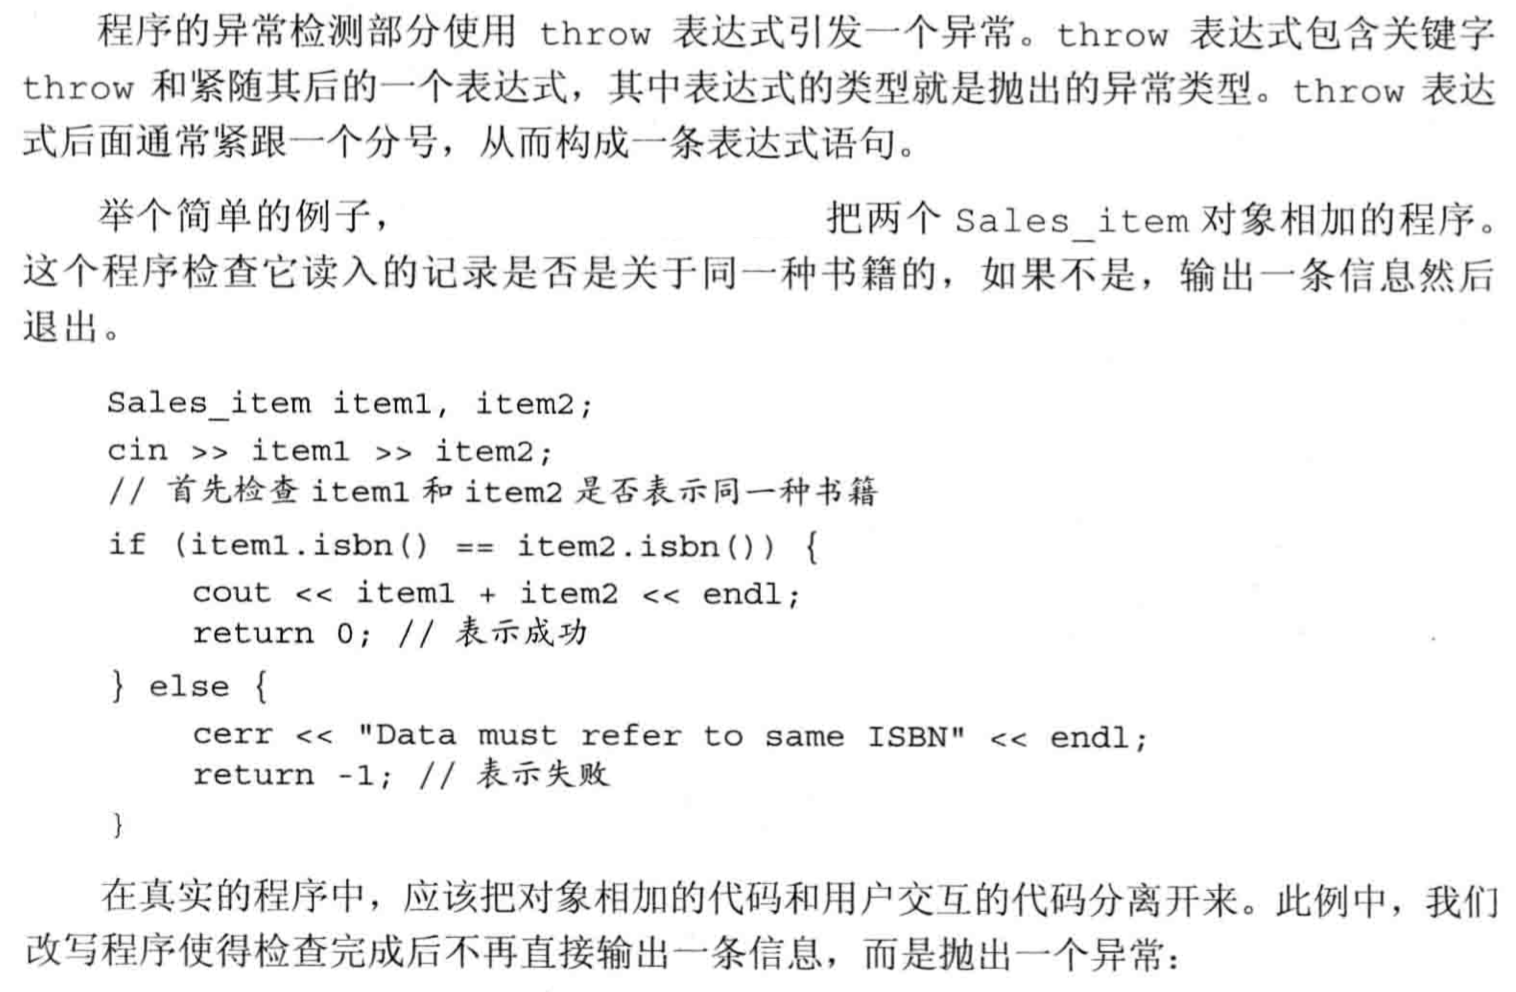 程序的异常检测部分使用 throw 表达式引发一个异常。throw 表达式包含关键字
throw 和紧随其后的一个表达式，其中表达式的类型就是抛出的异常类型。throw 表达
式后面通常紧跟一个分号，从而构成一条表达式语句。
举个简单的例子， 把两个 Sales_item 对象相加的程序。
这个程序检查它读入的记录是否是关于同一种书籍的，如果不是，输出一条信息然后
退出。
Sales_item item1, item2;
cin >> item1 >> item2;
// 首先检查 item1 和 item2 是否表示同一种书籍
if (item1.isbn() == item2.isbn()) {
cout << item1 + item2 << endl;
return 0; // 表示成功
} else {
cerr << "Data must refer to same ISBN" << endl;
return -1; // 表示失败
}
在真实的程序中，应该把对象相加的代码和用户交互的代码分离开来。此例中，我们
改写程序使得检查完成后不再直接输出一条信息，而是抛出一个异常：